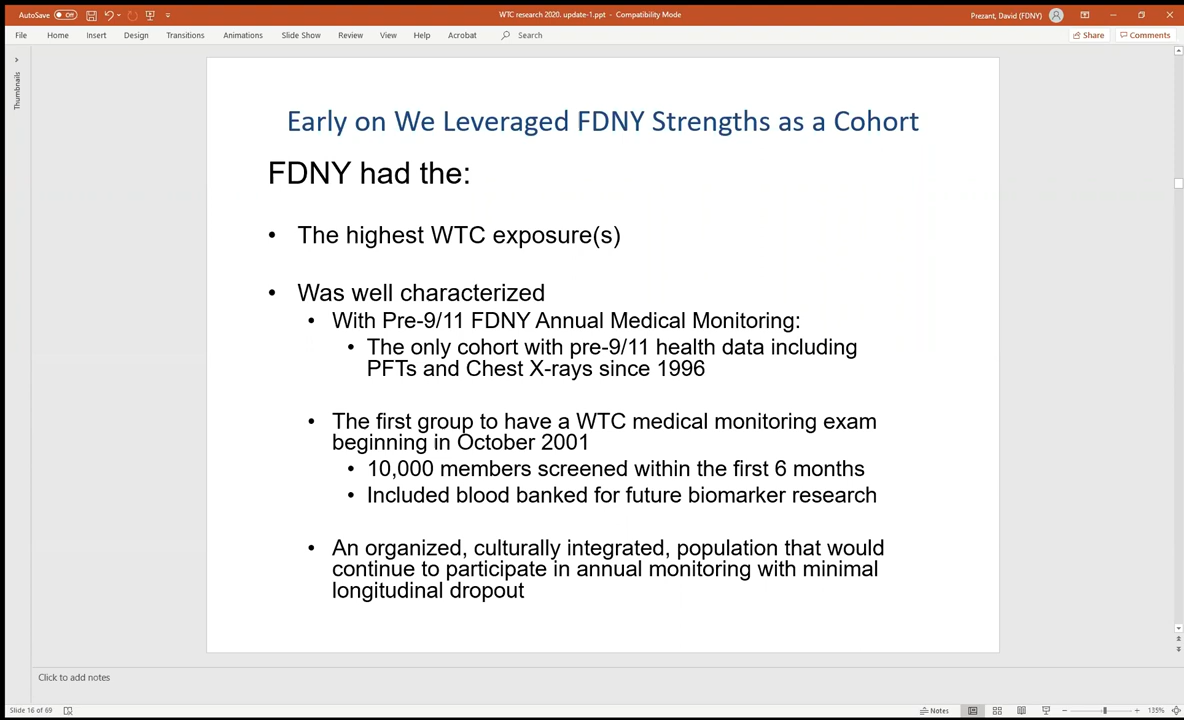 AutoSave Off
WTC research 2020. update-1.ppt - Compatibility Mode
Prezant, David (FDNY)
File Home Insert Design Transitions Animations Slide Show Review View Help Acrobat Search
Share Comments
Thumbnails
Early on We Leveraged FDNY Strengths as a Cohort
FDNY had the:
• The highest WTC exposure(s)
• Was well characterized
• With Pre-9/11 FDNY Annual Medical Monitoring:
• The only cohort with pre-9/11 health data including
PFTs and Chest X-rays since 1996
• The first group to have a WTC medical monitoring exam
beginning in October 2001
• 10,000 members screened within the first 6 months
• Included blood banked for future biomarker research
• An organized, culturally integrated, population that would
continue to participate in annual monitoring with minimal
longitudinal dropout
Click to add notes
Slide 16 of 69
Notes
135%